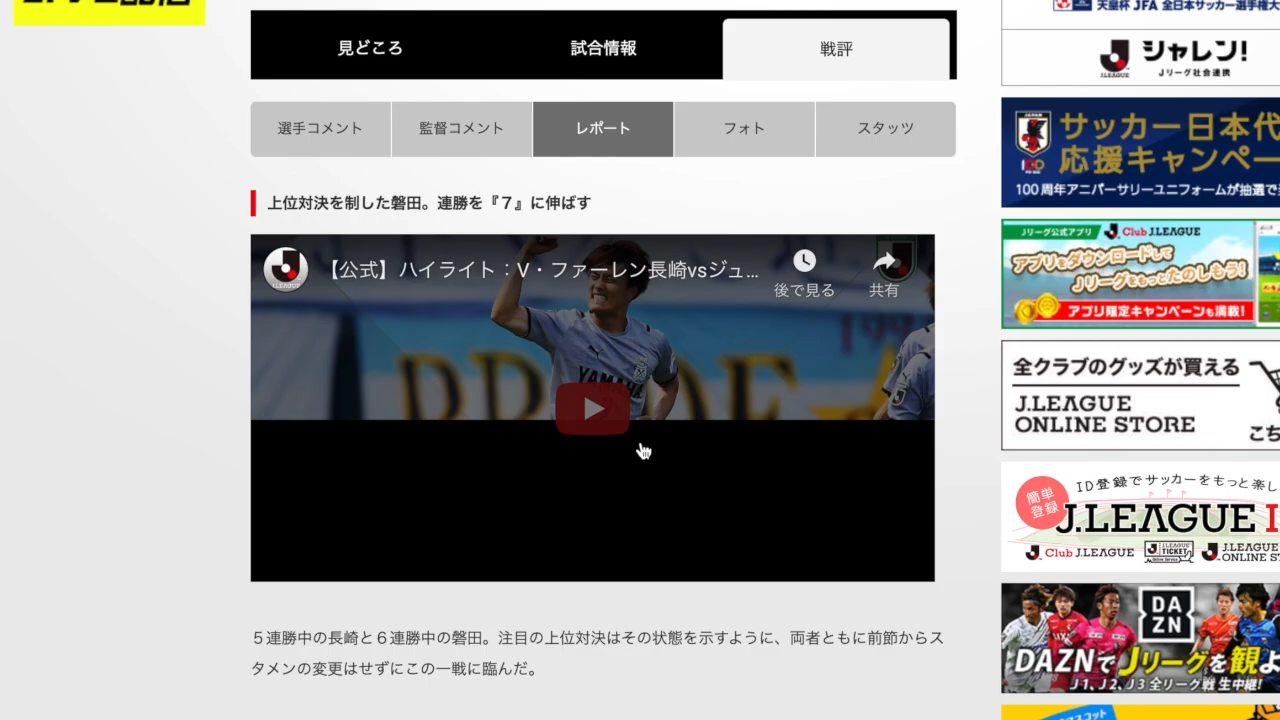 天皇杯 JFA 全日本サッカー選手権大
見どころ
試合情報
戦評
シャレン!
J.LEAGUE
Jリーグ社会連携
選手コメント
監督コメント
レポート
フォト
スタッツ
サッカー日本代
応援キャンペー
100周年アニバーサリーユニフォームが抽選で
上位対決を制した磐田。連勝を『７』に伸ばす
【公式】ハイライト：V・ファーレン長崎vsジュ...
後で見る
共有
YAMAHA
Jリーグ公式アプリ
Club J.LEAGUE
アプリをダウンロードして
Jリーグをもっとたのしもう!
アプリ限定キャンペーンも満載!
全クラブのグッズが買える
J.LEAGUE
ONLINE STORE
こち
ID登録でサッカーをもっと楽し
簡単
登録
J.LEAGUE I
Club J.LEAGUE
J.LEAGUE
TICKET
J.LEAGUE
ONLINE ST
DA
ZN
DAZNでJリーグを観よ
J1、J2、J3 全リーグ戦 生中継!
５連勝中の長崎と６連勝中の磐田。注目の上位対決はその状態を示すように、両者ともに前節からス
タメンの変更はせずにこの一戦に臨んだ。